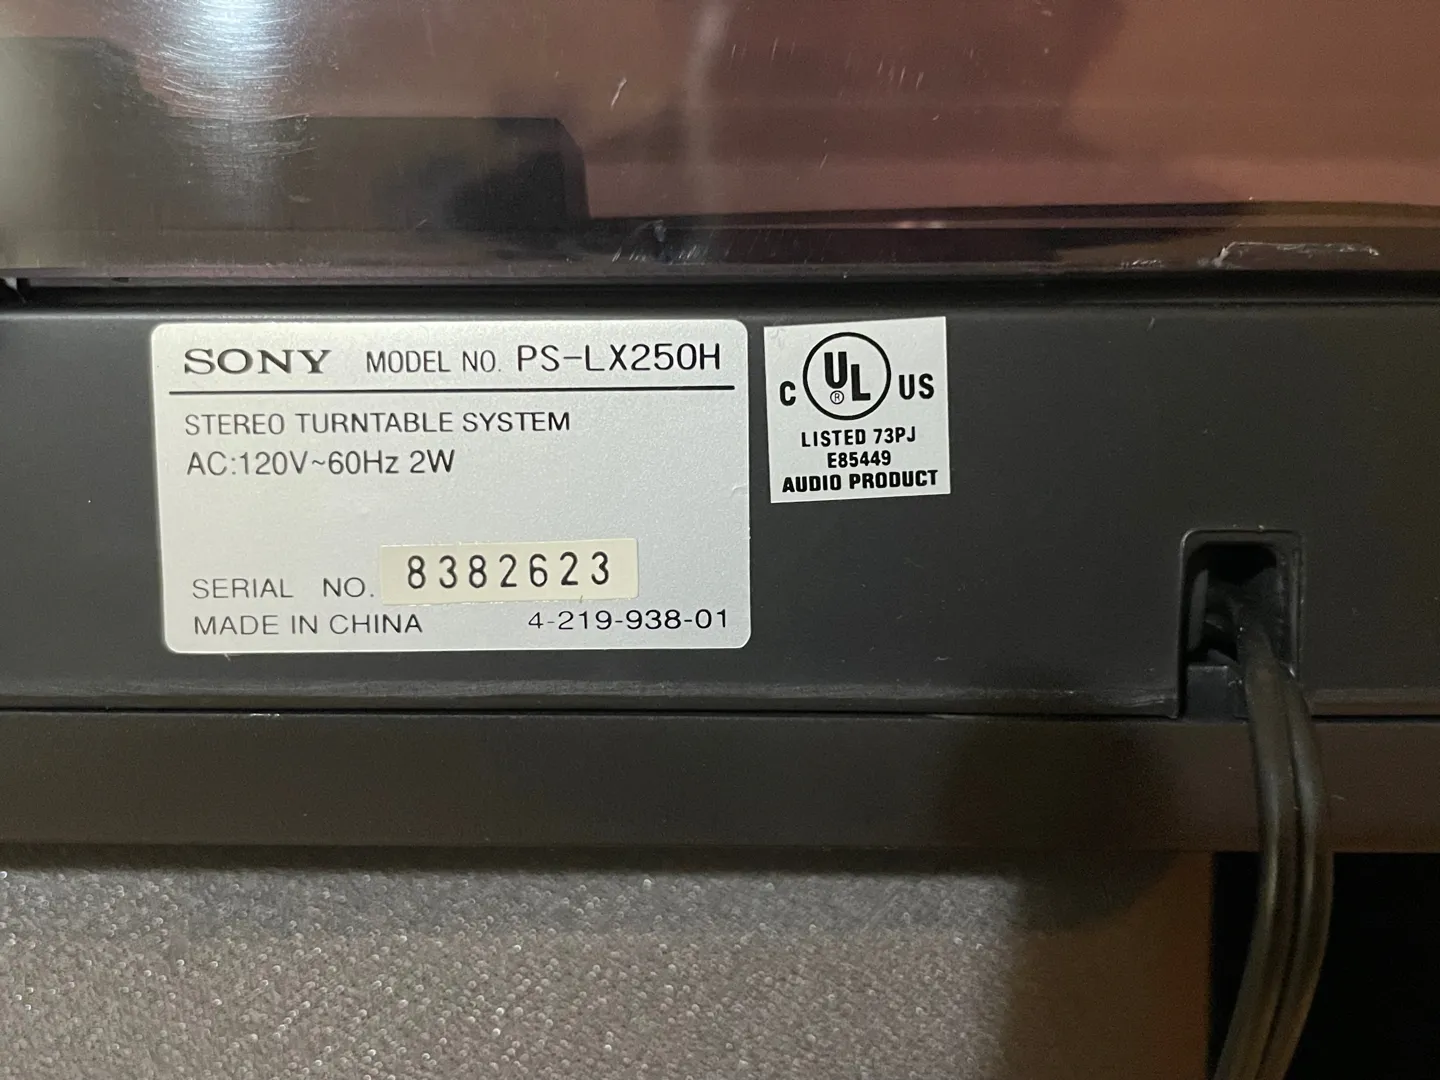 SONY MODEL NO. PS-LX250H
STEREO TURNTABLE SYSTEM
AC:120V~60Hz 2W
SERIAL NO. 8382623
MADE IN CHINA 4-219-938-01
C UL ® US
LISTED 73PJ
E85449
AUDIO PRODUCT